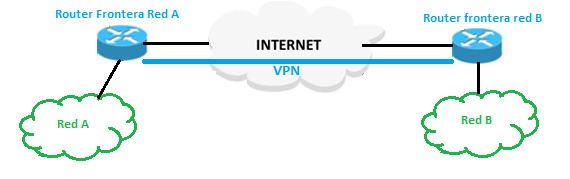 Router Frontera Red A
Router frontera red B
INTERNET
VPN
Red A
Red B